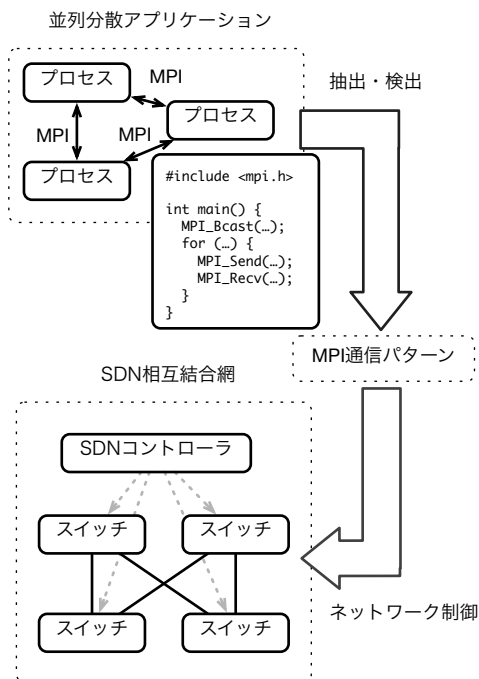 並列分散アプリケーション
プロセス
MPI
プロセス
MPI
MPI
プロセス
抽出・検出
#include <mpi.h>
int main() {
MPI_Bcast(…);
for (…) {
MPI_Send(…);
MPI_Recv(…);
}
}
MPI通信パターン
SDN相互結合網
SDNコントローラ
スイッチ
スイッチ
スイッチ
スイッチ
ネットワーク制御